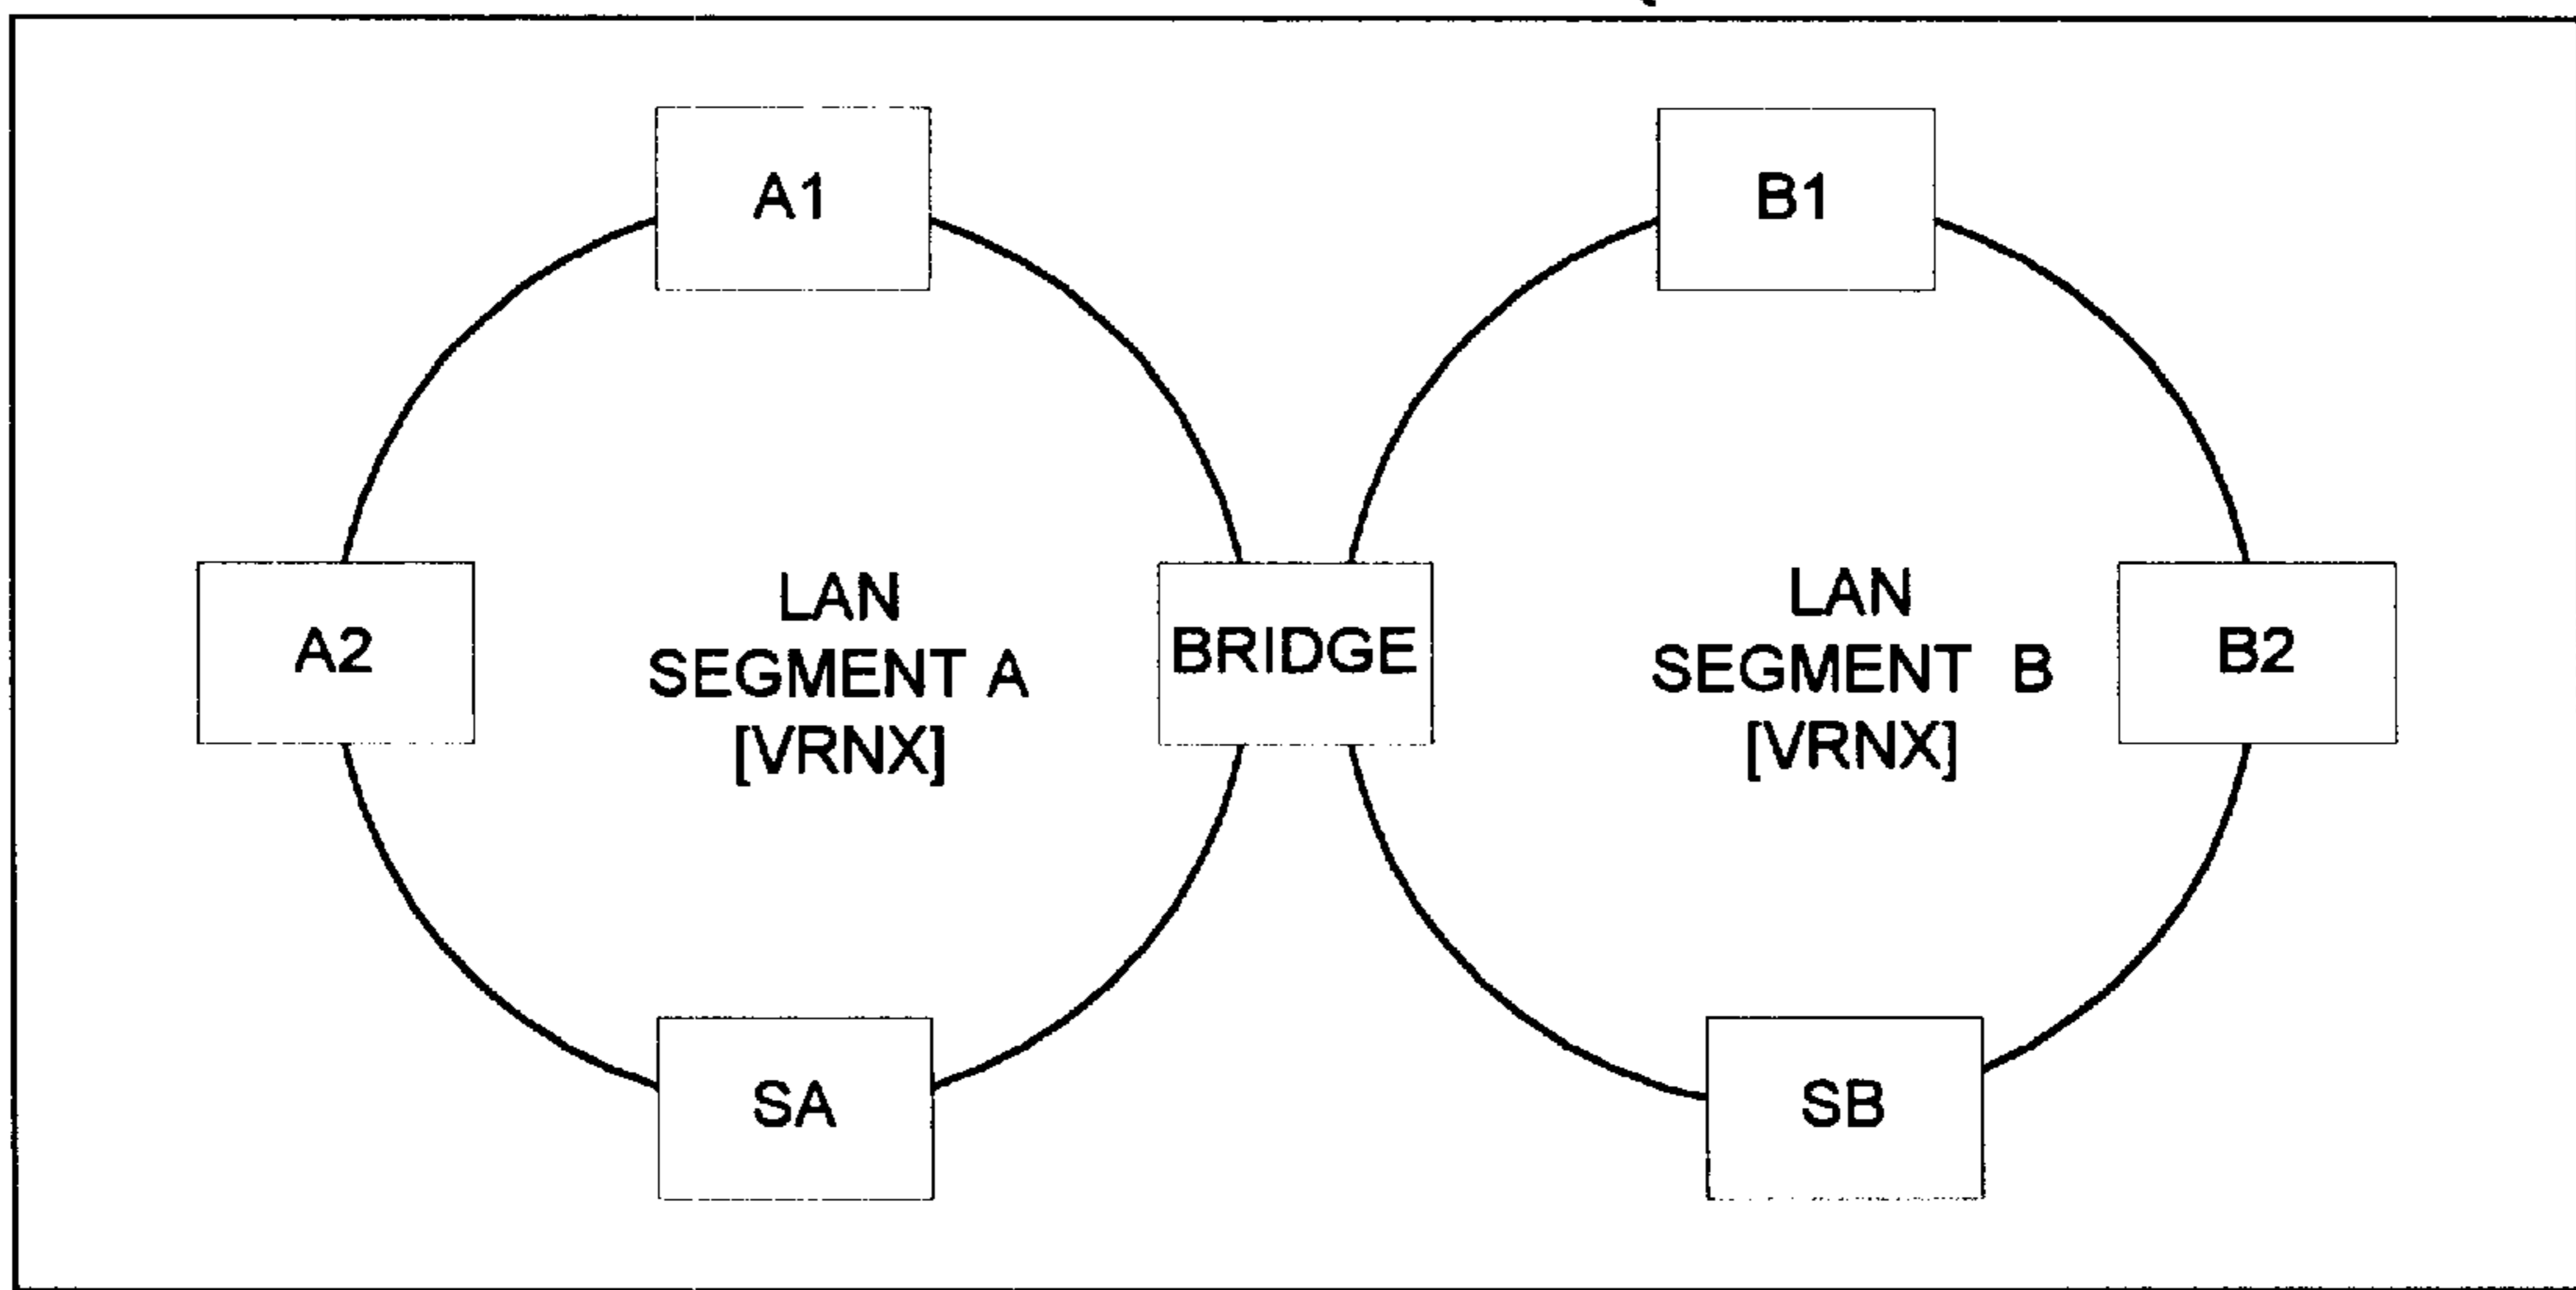 A1
B1
A2
LAN
SEGMENT A
[VRNX]
BRIDGE
LAN
SEGMENT B
[VRNX]
B2
SA
SB